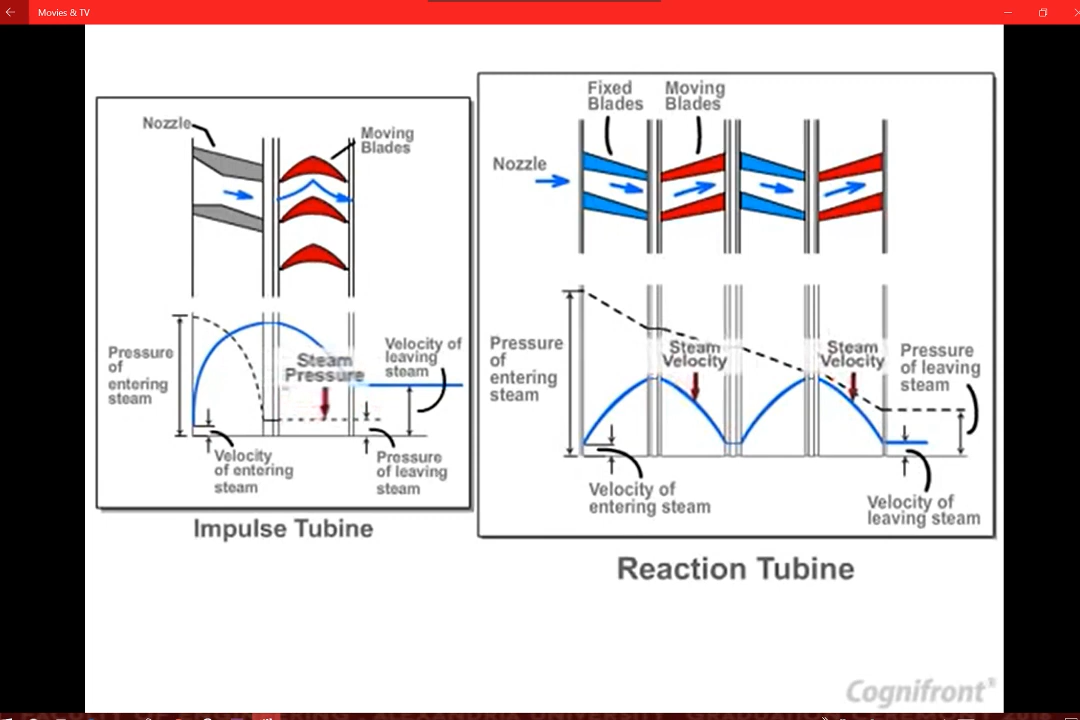 Movies & TV
Nozzle
Moving
Blades
Pressure
of
entering
steam
Steam
Pressure
Velocity of
leaving
steam
Velocity
of entering
steam
Pressure
of leaving
steam
Impulse Tubine
Fixed
Blades
Moving
Blades
Nozzle
Pressure
of
entering
steam
Steam
Velocity
Steam
Velocity
Pressure
of leaving
steam
Velocity of
entering steam
Velocity of
leaving steam
Reaction Tubine
Cognifront®